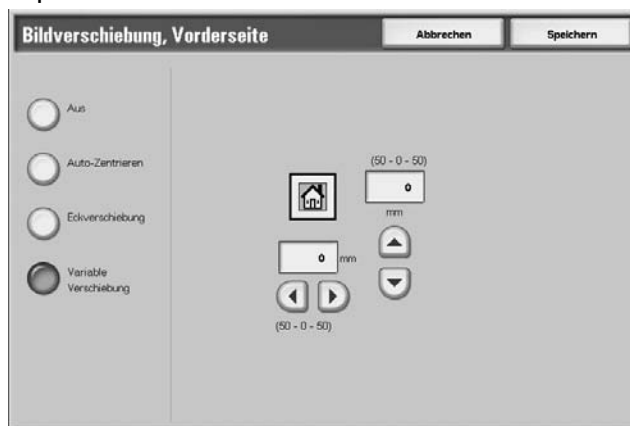 Bildverschiebung, Vorderseite
Abbrechen
Speichern
Aus
Auto-Zentrieren
Eckverschiebung
Variable
Verschiebung
(50 - 0 - 50)
0
mm
0 mm
(50 - 0 - 50)